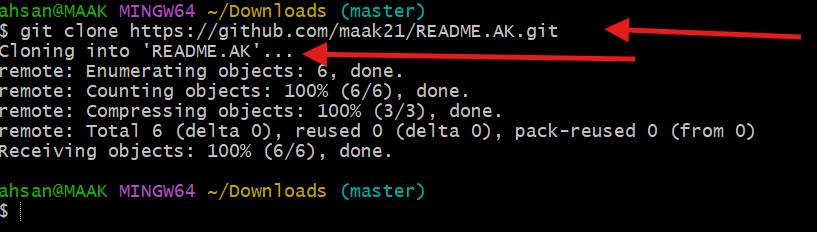 ahsan@MAAK MINGW64 ~/Downloads (master)
$ git clone https://github.com/maak21/README.AK.git
Cloning into 'README.AK'...
remote: Enumerating objects: 6, done.
remote: Counting objects: 100% (6/6), done.
remote: Compressing objects: 100% (3/3), done.
remote: Total 6 (delta 0), reused 0 (delta 0), pack-reused 0 (from 0)
Receiving objects: 100% (6/6), done.
ahsan@MAAK MINGW64 ~/Downloads (master)
$